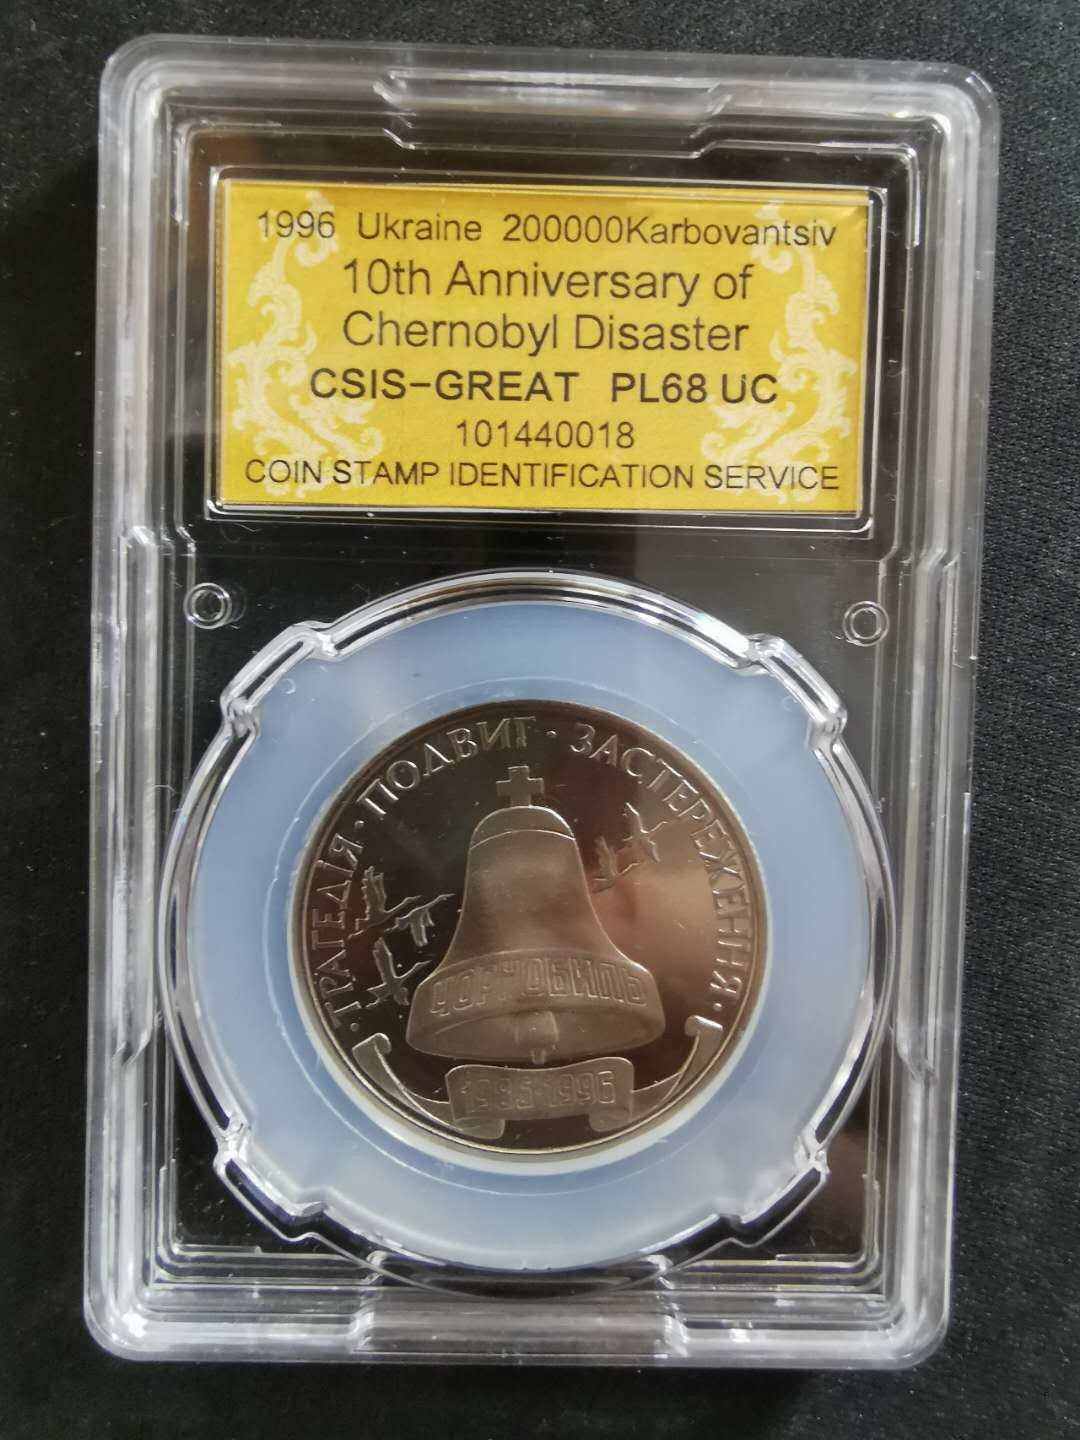 1996 Ukraine 200000Karbovantsiv
10th Anniversary of
Chernobyl Disaster
CSIS-GREAT PL68 UC
101440018
COIN STAMP IDENTIFICATION SERVICE
· ТРАГЕДІЯ · ПОДВИГ · ЗАСТЕРЕЖЕННЯ ·
ЧОРНОБИЛЬ
1986-1996